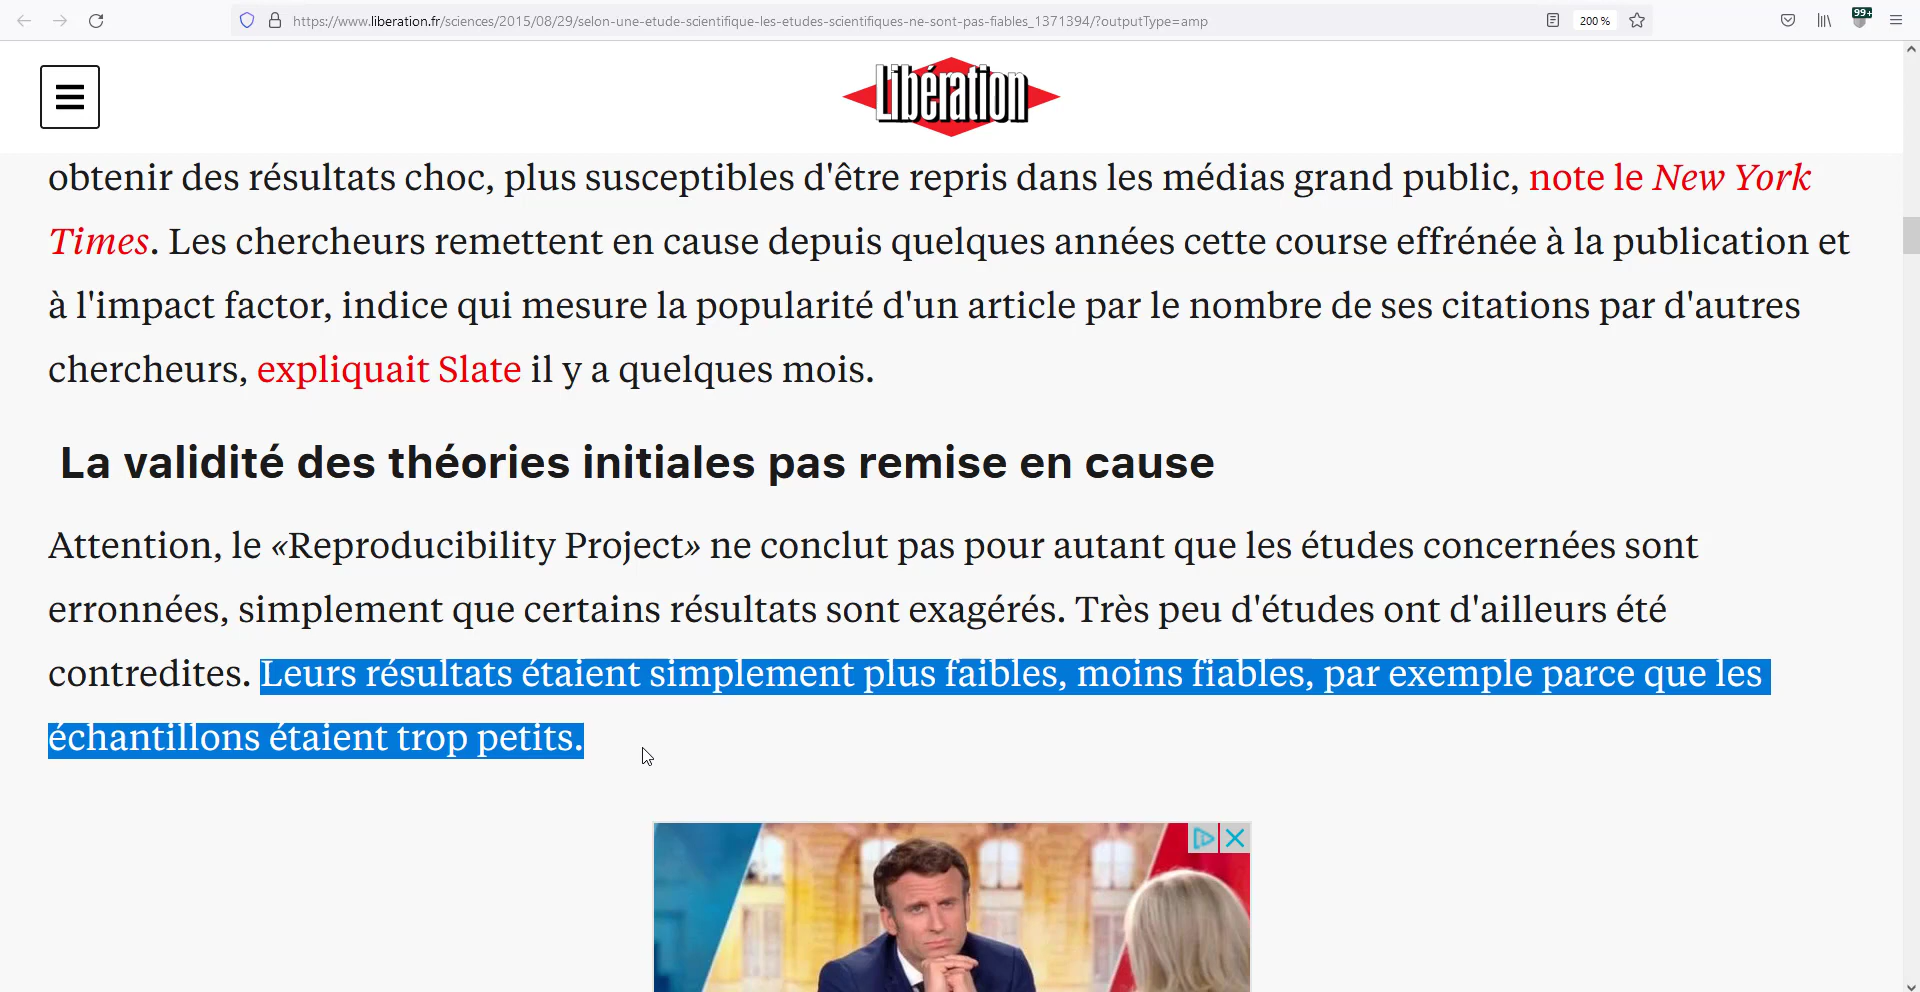 https://www.liberation.fr/sciences/2015/08/29/selon-une-etude-scientifique-les-etudes-scientifiques-ne-sont-pas-fiables_1371394/?outputType=amp
200 %
99+
Libération
obtenir des résultats choc, plus susceptibles d'être repris dans les médias grand public, note le New York
Times. Les chercheurs remettent en cause depuis quelques années cette course effrénée à la publication et
à l'impact factor, indice qui mesure la popularité d'un article par le nombre de ses citations par d'autres
chercheurs, expliquait Slate il y a quelques mois.
La validité des théories initiales pas remise en cause
Attention, le «Reproducibility Project» ne conclut pas pour autant que les études concernées sont
erronnées, simplement que certains résultats sont exagérés. Très peu d'études ont d'ailleurs été
contredites. Leurs résultats étaient simplement plus faibles, moins fiables, par exemple parce que les
échantillons étaient trop petits.